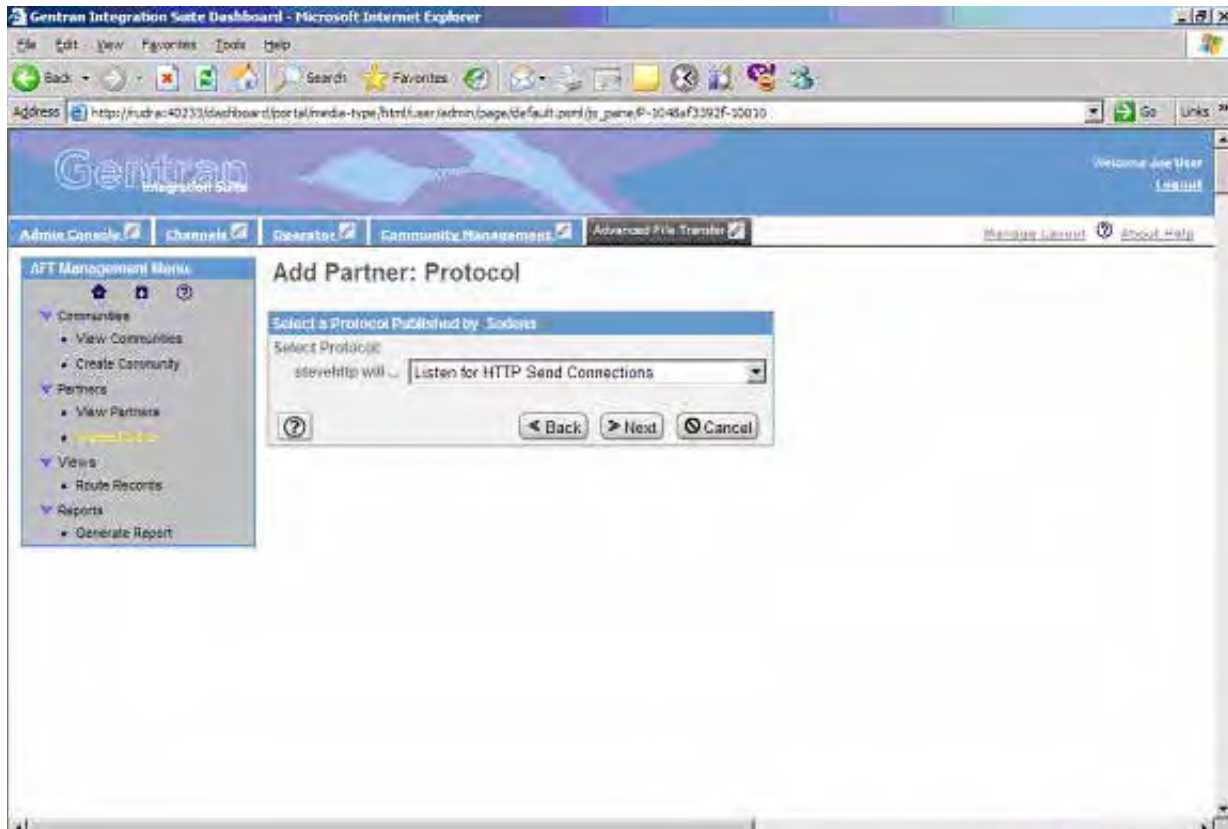 Gentran Integration Suite Dashboard - Microsoft Internet Explorer
File Edit View Favorites Tools Help
Back Search Favorites
Address Go Links
Gentran
Integration Suite
Welcome Joe User
Logout
Admin Console Channels Operator Community Management Advanced File Transfer Manage Layout About Help
AFT Management Menu
Communities
View Communities
Create Community
Partners
View Partners
Views
Route Records
Reports
Generate Report
Add Partner: Protocol
Select a Protocol Published by
Select Protocol:
stevehttp will ... Listen for HTTP Send Connections
Back Next Cancel